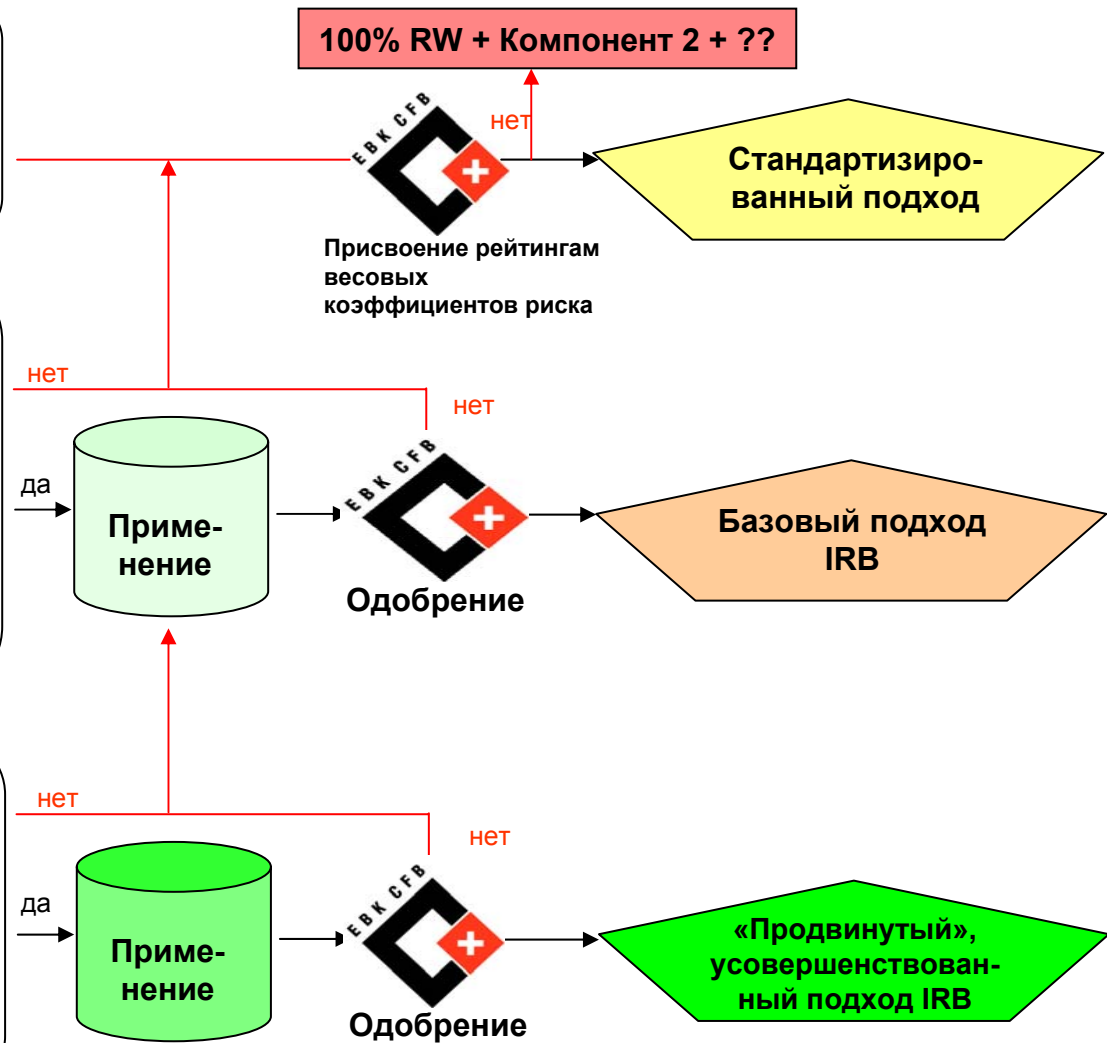 100% RW + Компонент 2 + ??
EBK CFB
нет
Стандартизиро-
ванный подход
Присвоение рейтингам
весовых
коэффициентов риска
нет
нет
да
Приме-
нение
EBK CFB
Одобрение
Базовый подход
IRB
нет
нет
да
Приме-
нение
EBK CFB
Одобрение
«Продвинутый»,
усовершенствован-
ный подход IRB